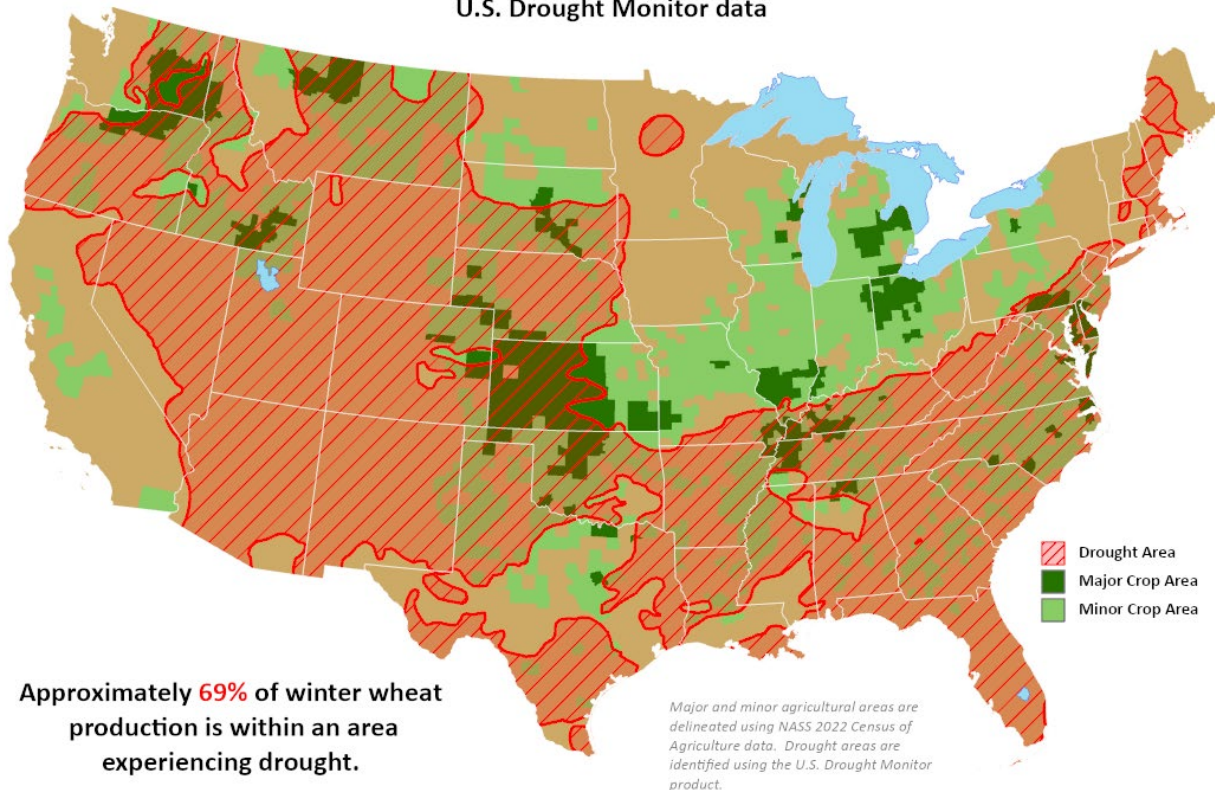 U.S. Drought Monitor data
Drought Area
Major Crop Area
Minor Crop Area
Approximately 69% of winter wheat
production is within an area
experiencing drought.
Major and minor agricultural areas are
delineated using NASS 2022 Census of
Agriculture data. Drought areas are
identified using the U.S. Drought Monitor
product.